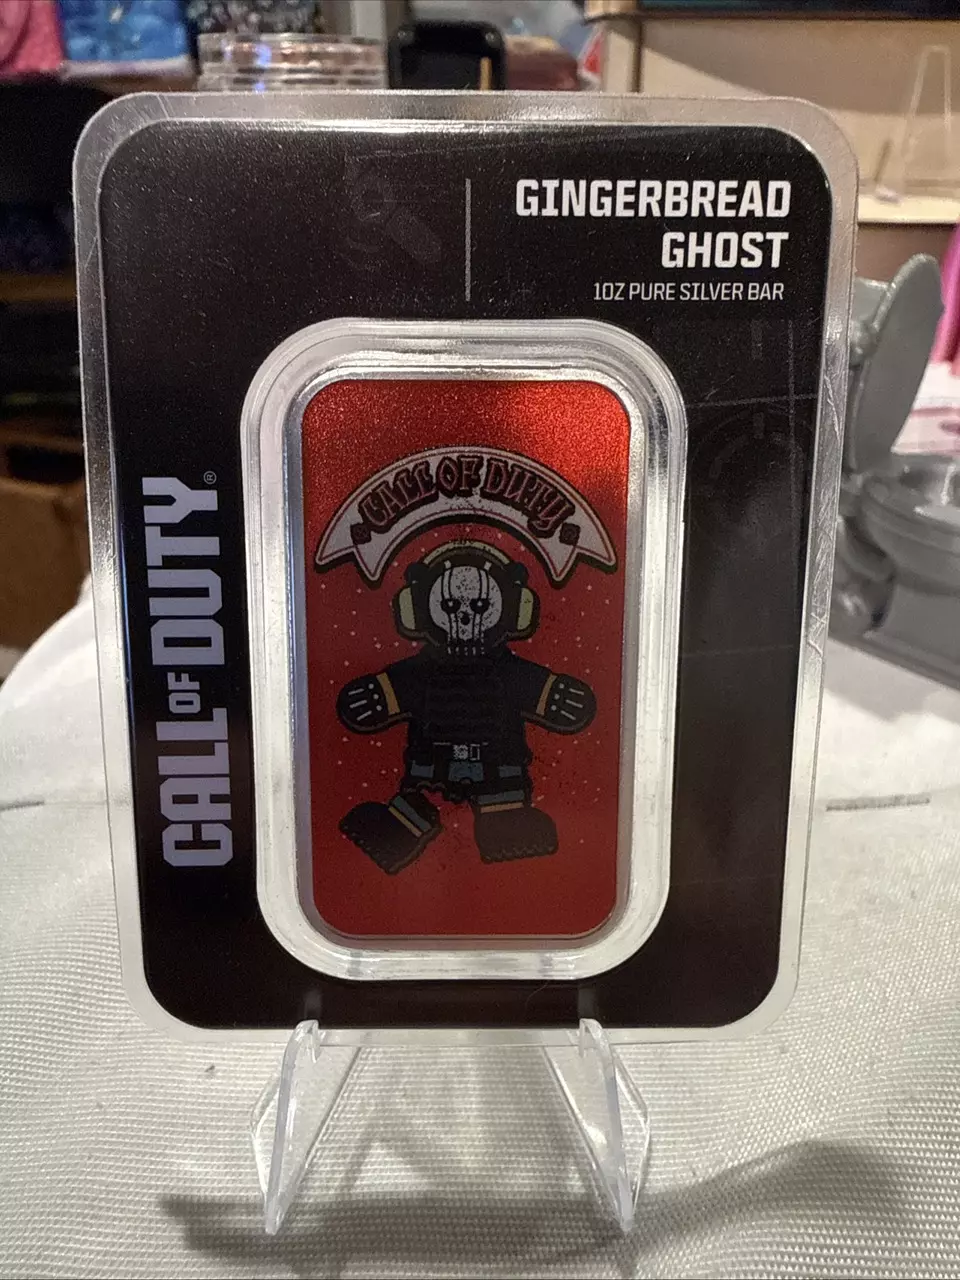 GINGERBREAD
GHOST
1OZ PURE SILVER BAR
CALL OF DUTY®
CALL OF DUTY